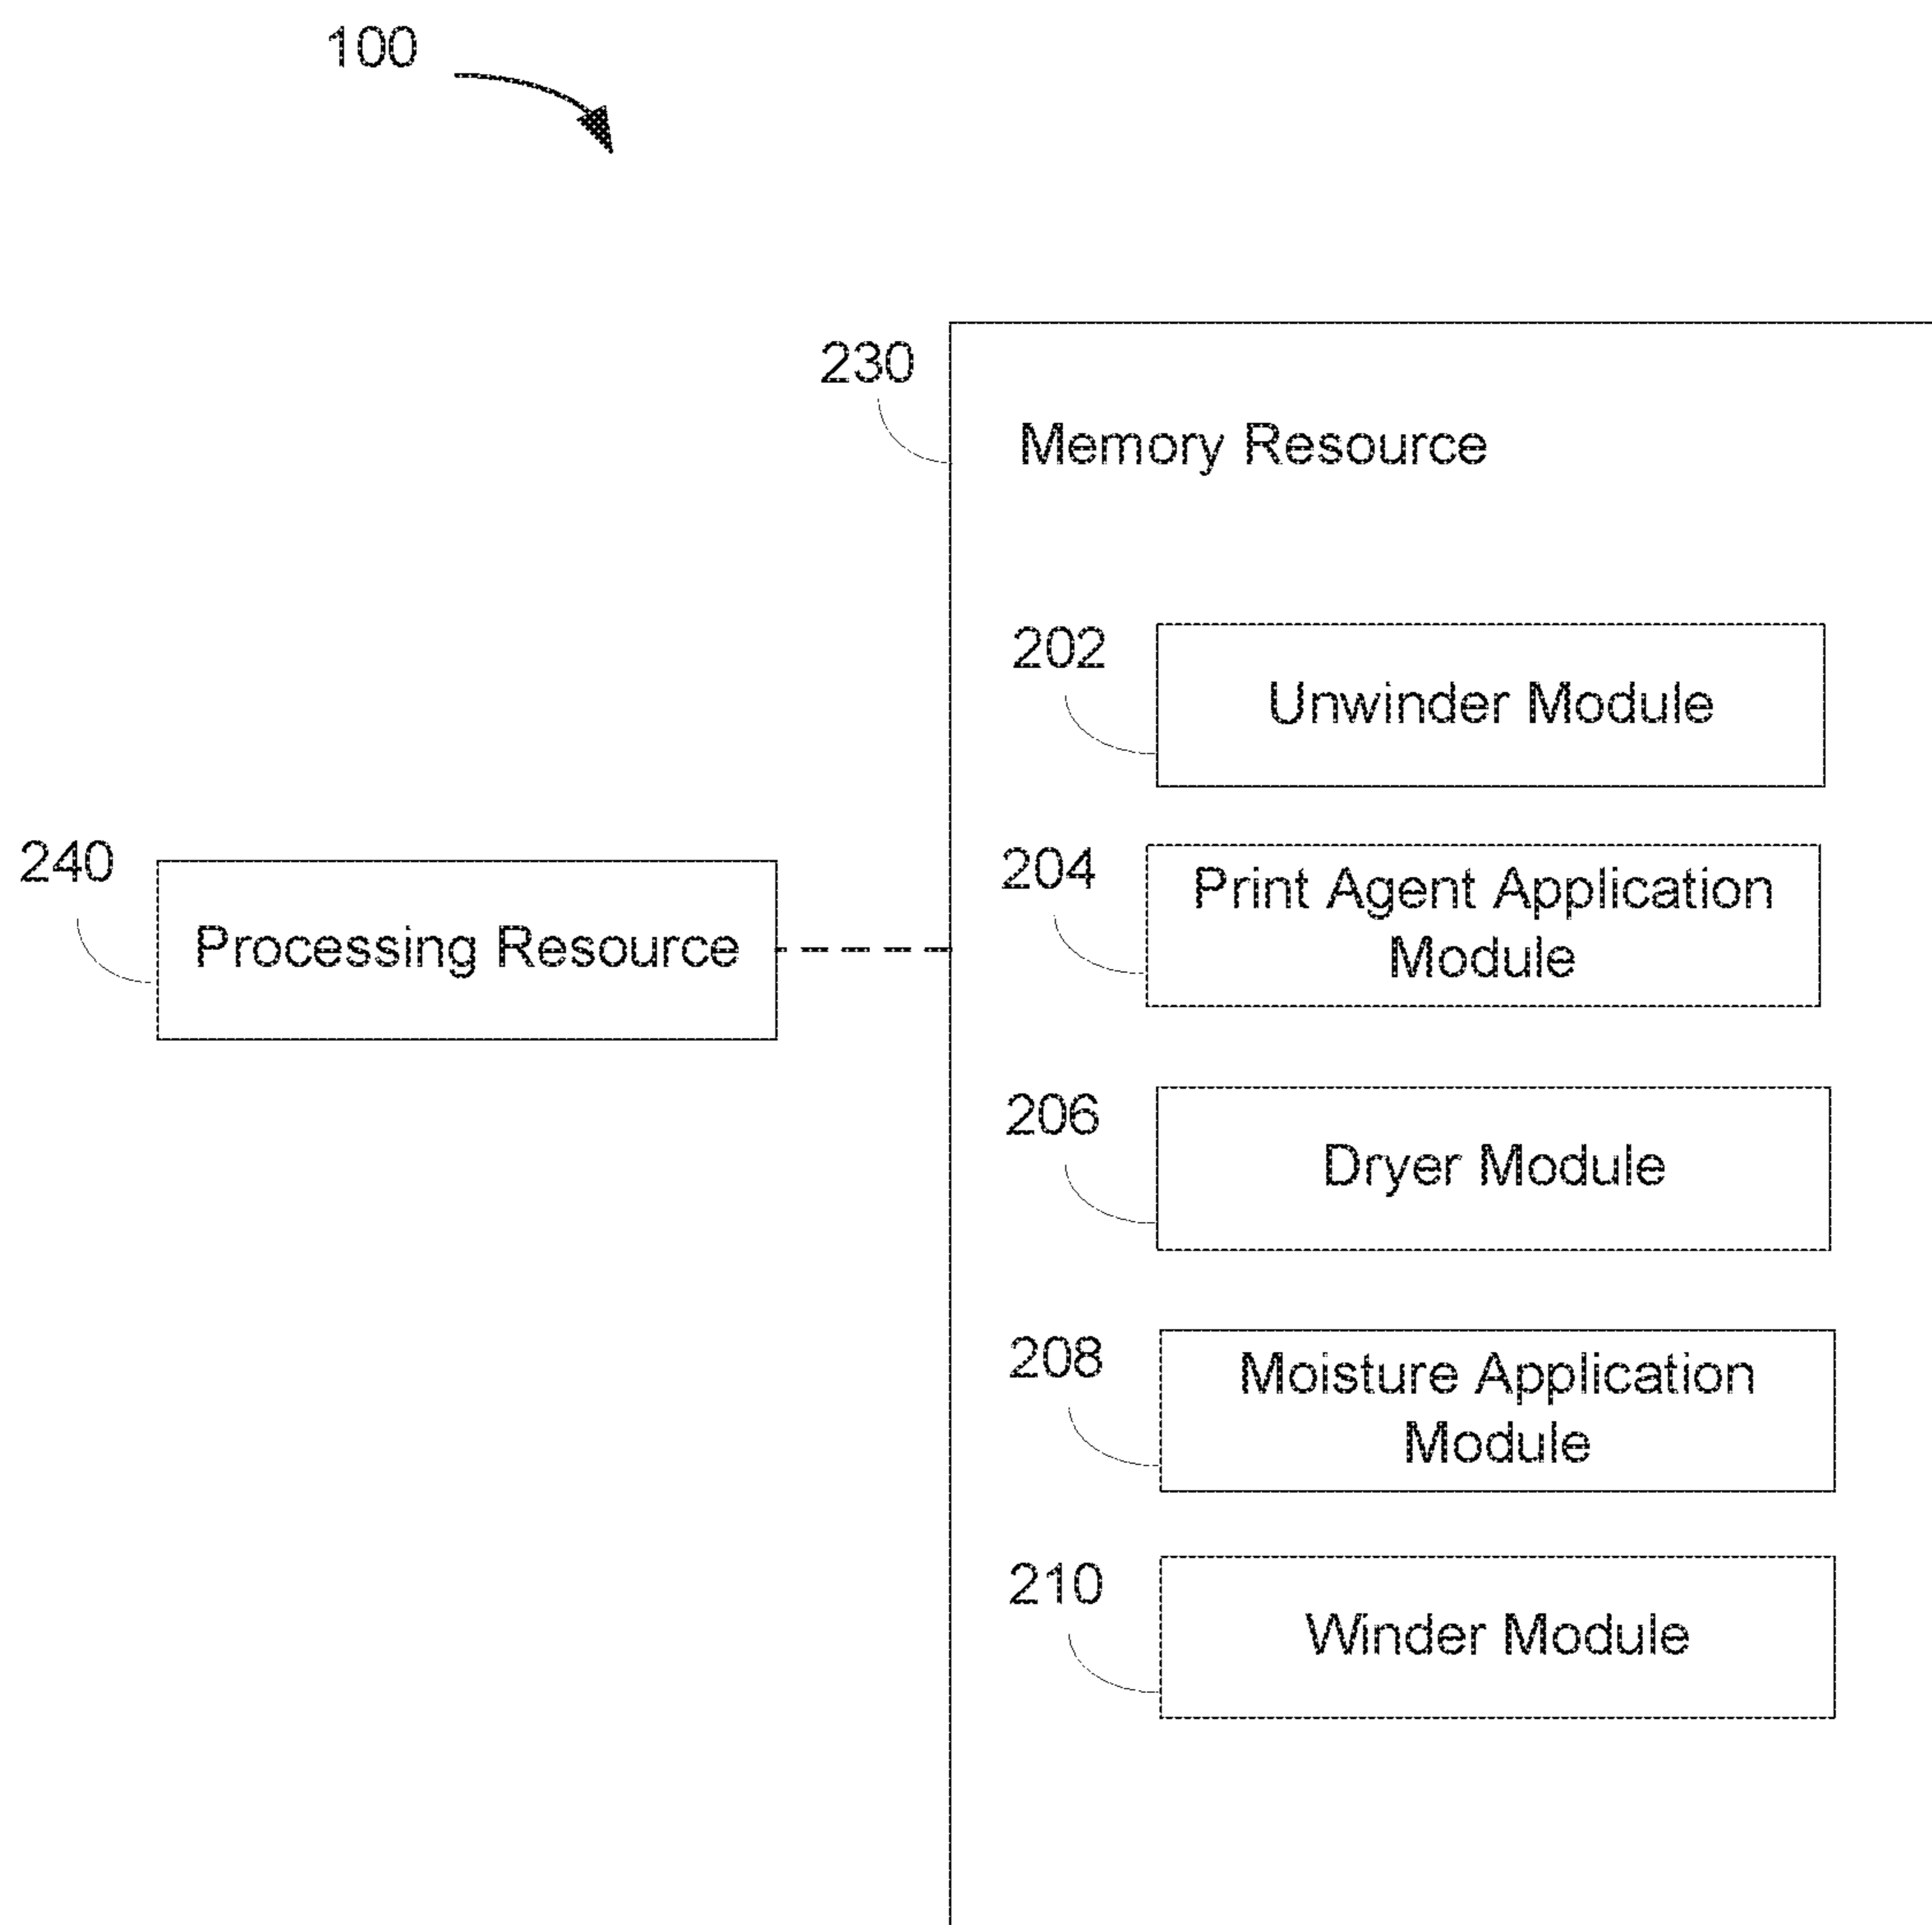 100
230
Memory Resource
202
Unwinder Module
240
Processing Resource
204
Print Agent Application
Module
206
Dryer Module
208
Moisture Application
Module
210
Winder Module